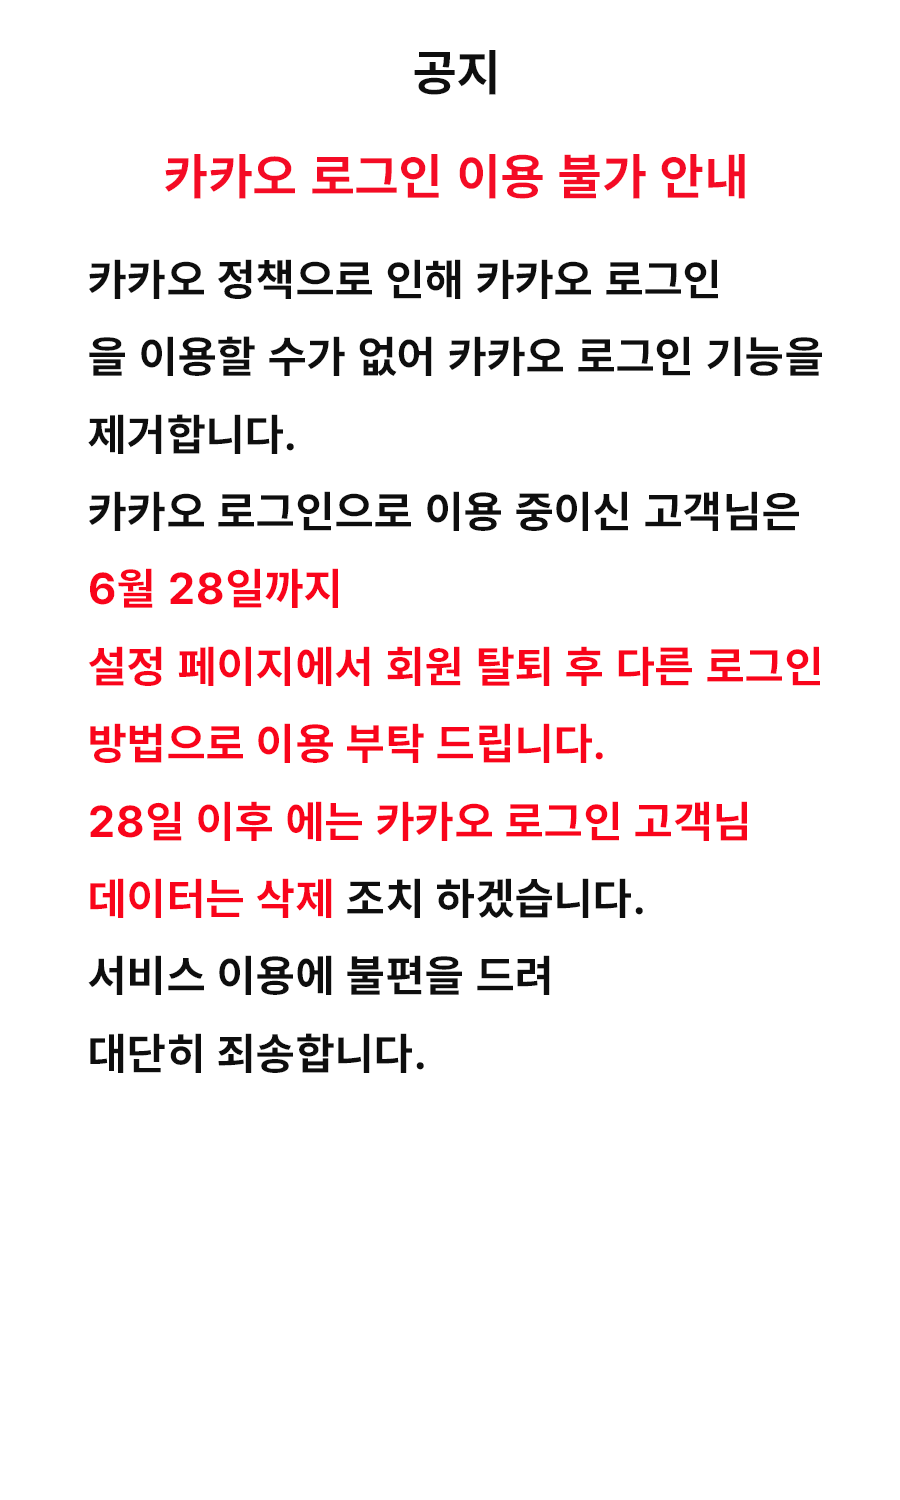 공지
카카오 로그인 이용 불가 안내
카카오 정책으로 인해 카카오 로그인
을 이용할 수가 없어 카카오 로그인 기능을
제거합니다.
카카오 로그인으로 이용 중이신 고객님은
6월 28일까지
설정 페이지에서 회원 탈퇴 후 다른 로그인
방법으로 이용 부탁 드립니다.
28일 이후 에는 카카오 로그인 고객님
데이터는 삭제 조치 하겠습니다.
서비스 이용에 불편을 드려
대단히 죄송합니다.